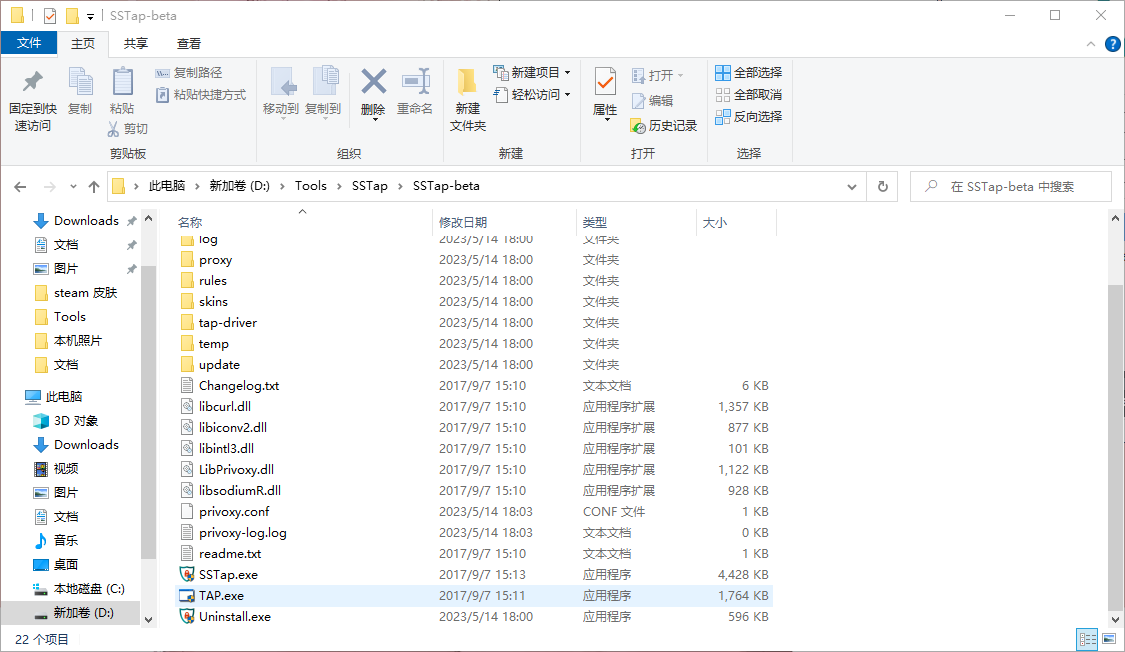 SSTap-beta
文件 主页 共享 查看
固定到快速访问
复制
粘贴
复制路径
粘贴快捷方式
剪切
剪贴板
移动到
复制到
删除
重命名
组织
新建文件夹
新建项目
轻松访问
新建
属性
打开
编辑
历史记录
打开
全部选择
全部取消
反向选择
选择
此电脑 › 新加卷 (D:) › Tools › SSTap › SSTap-beta
在 SSTap-beta 中搜索
Downloads
文档
图片
steam 皮肤
Tools
本机照片
文档
此电脑
3D 对象
Downloads
视频
图片
文档
音乐
桌面
本地磁盘 (C:)
新加卷 (D:)
名称 修改日期 类型 大小
log 2023/5/14 18:00 文件夹
proxy 2023/5/14 18:00 文件夹
rules 2023/5/14 18:00 文件夹
skins 2023/5/14 18:00 文件夹
tap-driver 2023/5/14 18:00 文件夹
temp 2023/5/14 18:00 文件夹
update 2023/5/14 18:00 文件夹
Changelog.txt 2017/9/7 15:10 文本文档 6 KB
libcurl.dll 2017/9/7 15:10 应用程序扩展 1,357 KB
libiconv2.dll 2017/9/7 15:10 应用程序扩展 877 KB
libintl3.dll 2017/9/7 15:10 应用程序扩展 101 KB
LibPrivoxy.dll 2017/9/7 15:10 应用程序扩展 1,122 KB
libsodiumR.dll 2017/9/7 15:10 应用程序扩展 928 KB
privoxy.conf 2023/5/14 18:03 CONF 文件 1 KB
privoxy-log.log 2023/5/14 18:03 文本文档 0 KB
readme.txt 2017/9/7 15:10 文本文档 1 KB
SSTap.exe 2017/9/7 15:13 应用程序 4,428 KB
TAP.exe 2017/9/7 15:11 应用程序 1,764 KB
Uninstall.exe 2023/5/14 18:00 应用程序 596 KB
22 个项目